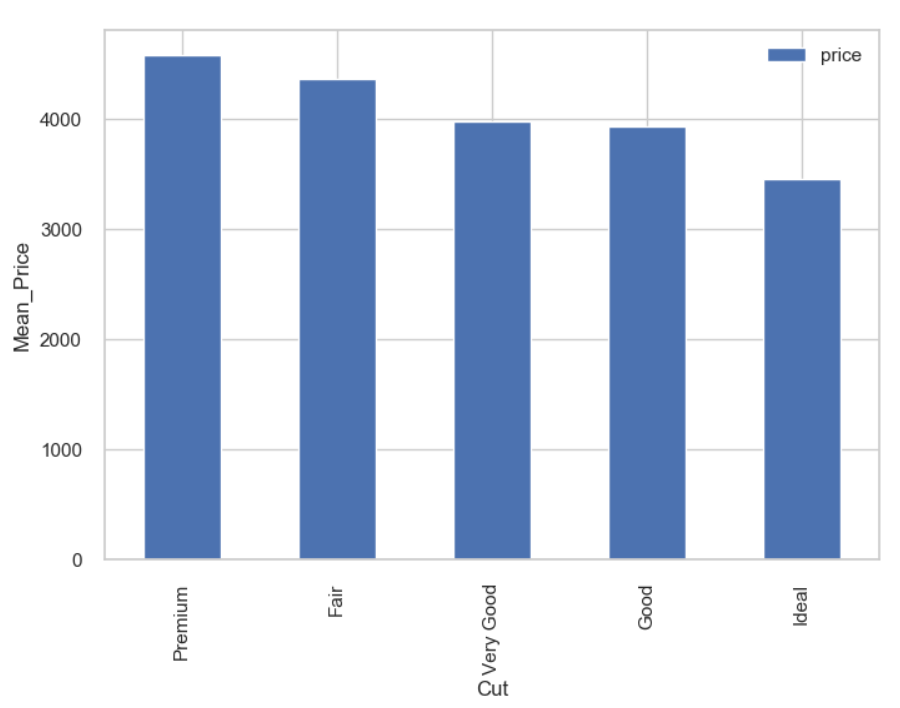 price
4000
3000
2000
1000
0
Mean_Price
Premium
Fair
Very Good
Good
Ideal
Cut